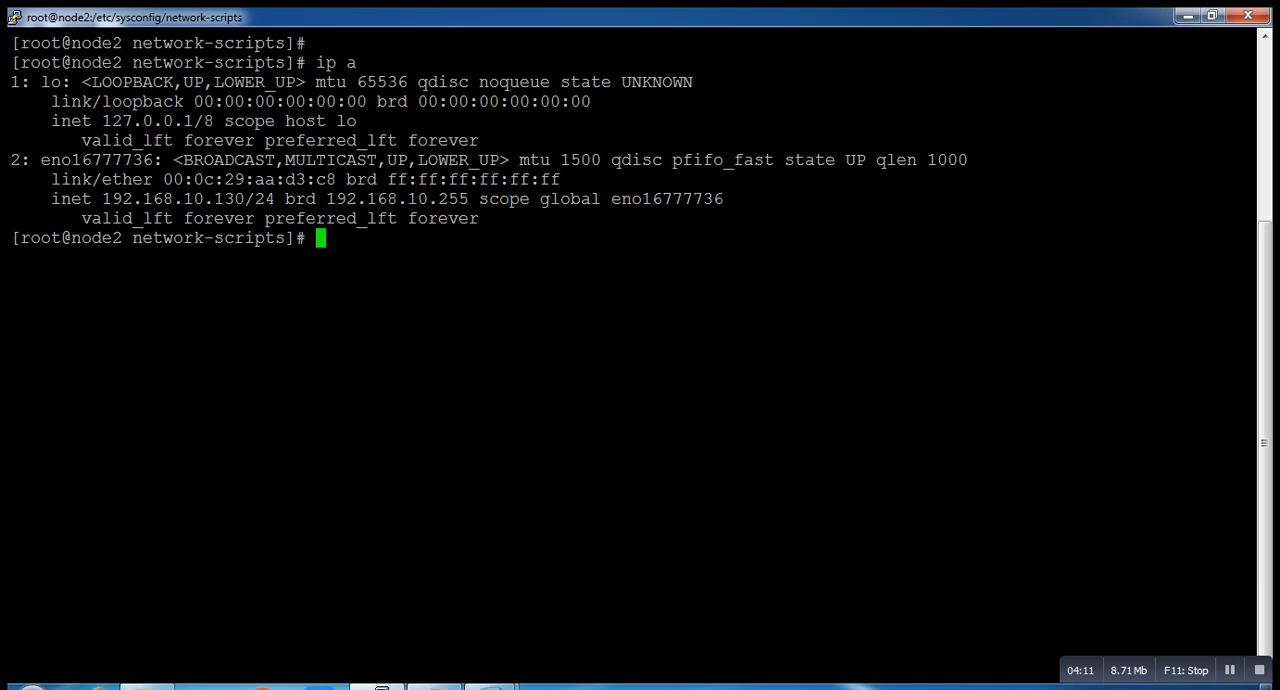 root@node2:/etc/sysconfig/network-scripts
[root@node2 network-scripts]#
[root@node2 network-scripts]# ip a
1: lo: <LOOPBACK,UP,LOWER_UP> mtu 65536 qdisc noqueue state UNKNOWN
    link/loopback 00:00:00:00:00:00 brd 00:00:00:00:00:00
    inet 127.0.0.1/8 scope host lo
       valid_lft forever preferred_lft forever
2: eno16777736: <BROADCAST,MULTICAST,UP,LOWER_UP> mtu 1500 qdisc pfifo_fast state UP qlen 1000
    link/ether 00:0c:29:aa:d3:c8 brd ff:ff:ff:ff:ff:ff
    inet 192.168.10.130/24 brd 192.168.10.255 scope global eno16777736
       valid_lft forever preferred_lft forever
[root@node2 network-scripts]#
04:11 8.71 Mb F11: Stop